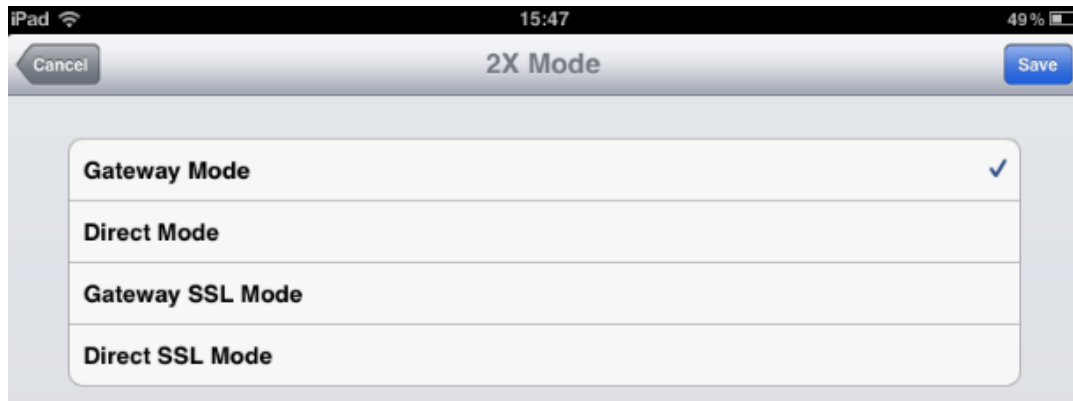 iPad 15:47 49%
Cancel 2X Mode Save
Gateway Mode
Direct Mode
Gateway SSL Mode
Direct SSL Mode